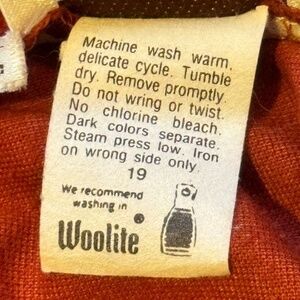 Machine wash warm,
delicate cycle. Tumble
dry. Remove promptly.
Do not wring or twist.
No chlorine bleach.
Dark colors separate.
Steam press low. Iron
on wrong side only.
19
We recommend
washing in
Woolite®